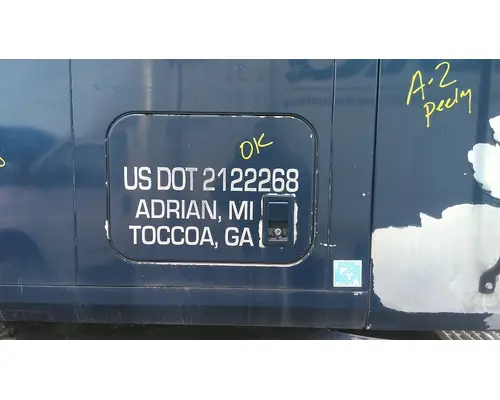 A-2
peeling
OK
US DOT 2122268
ADRIAN, MI
TOCCOA, GA